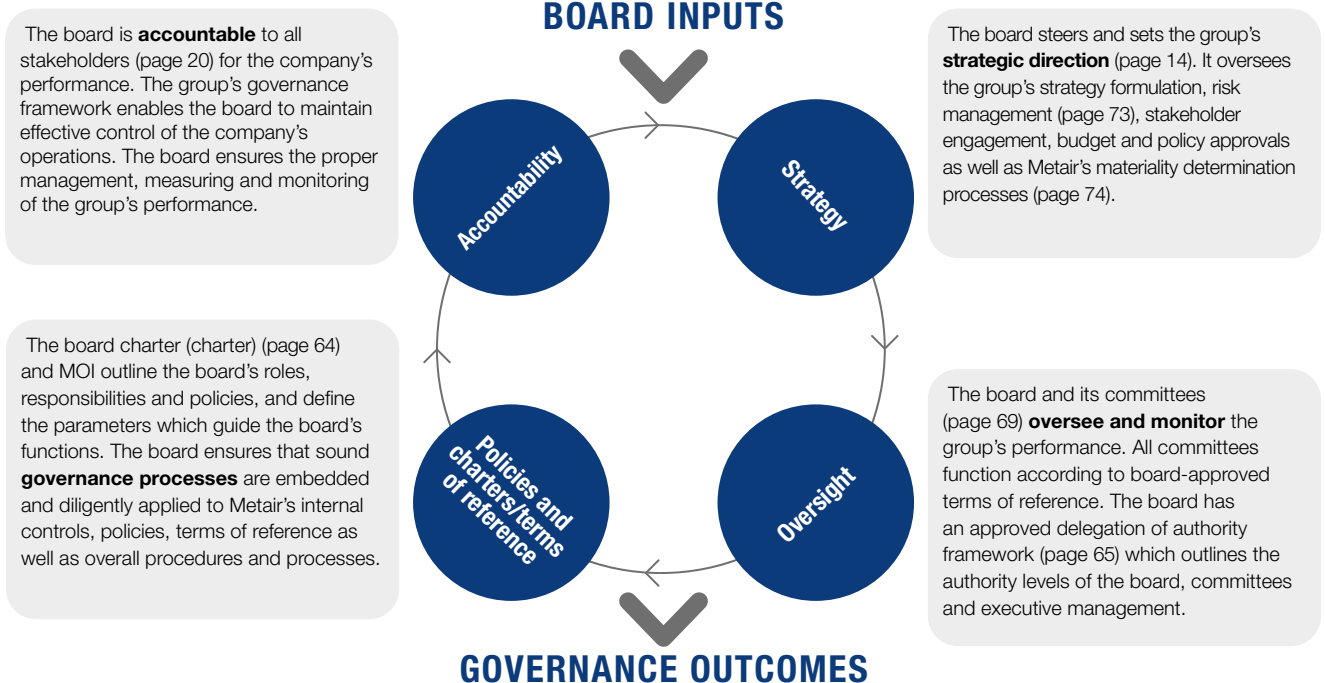 BOARD INPUTS
The board is accountable to all
stakeholders (page 20) for the company's
performance. The group's governance
framework enables the board to maintain
effective control of the company's
operations. The board ensures the proper
management, measuring and monitoring
of the group's performance.
Accountability
Strategy
The board steers and sets the group's
strategic direction (page 14). It oversees
the group's strategy formulation, risk
management (page 73), stakeholder
engagement, budget and policy approvals
as well as Metair's materiality determination
processes (page 74).
The board charter (charter) (page 64)
and MOI outline the board's roles,
responsibilities and policies, and define
the parameters which guide the board's
functions. The board ensures that sound
governance processes are embedded
and diligently applied to Metair's internal
controls, policies, terms of reference as
well as overall procedures and processes.
Policies and
charters/terms
of reference
Oversight
The board and its committees
(page 69) oversee and monitor the
group's performance. All committees
function according to board-approved
terms of reference. The board has
an approved delegation of authority
framework (page 65) which outlines the
authority levels of the board, committees
and executive management.
GOVERNANCE OUTCOMES